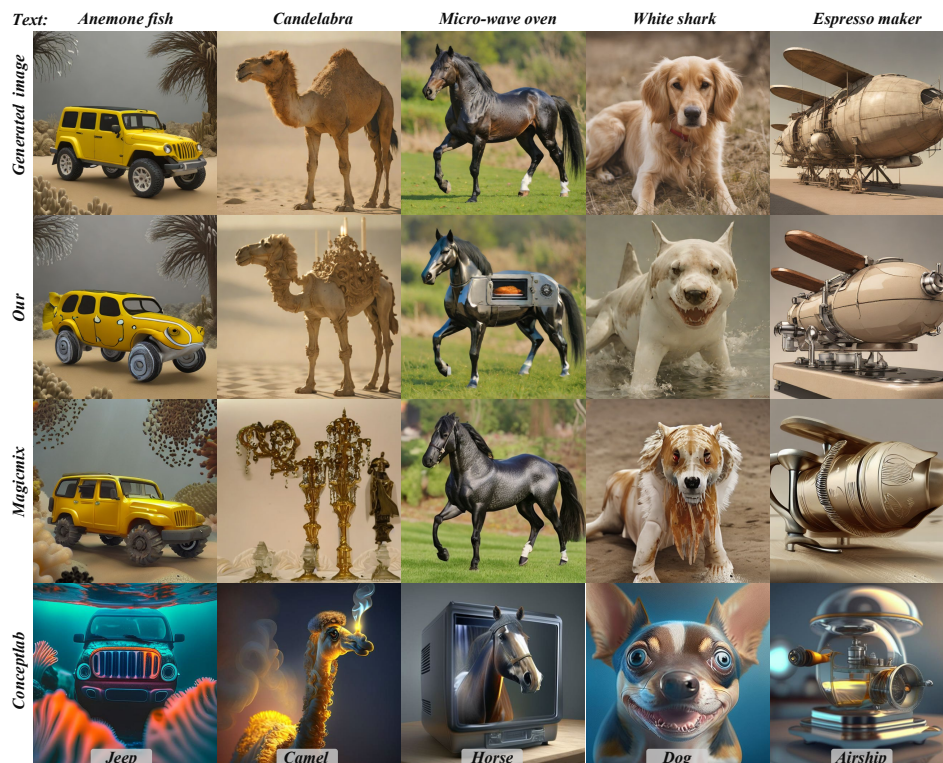 Text: Anemone fish Candelabra Micro-wave oven White shark Espresso maker
Generated image
Our
Magicmix
Conceptlab
Jeep Camel Horse Dog Airship